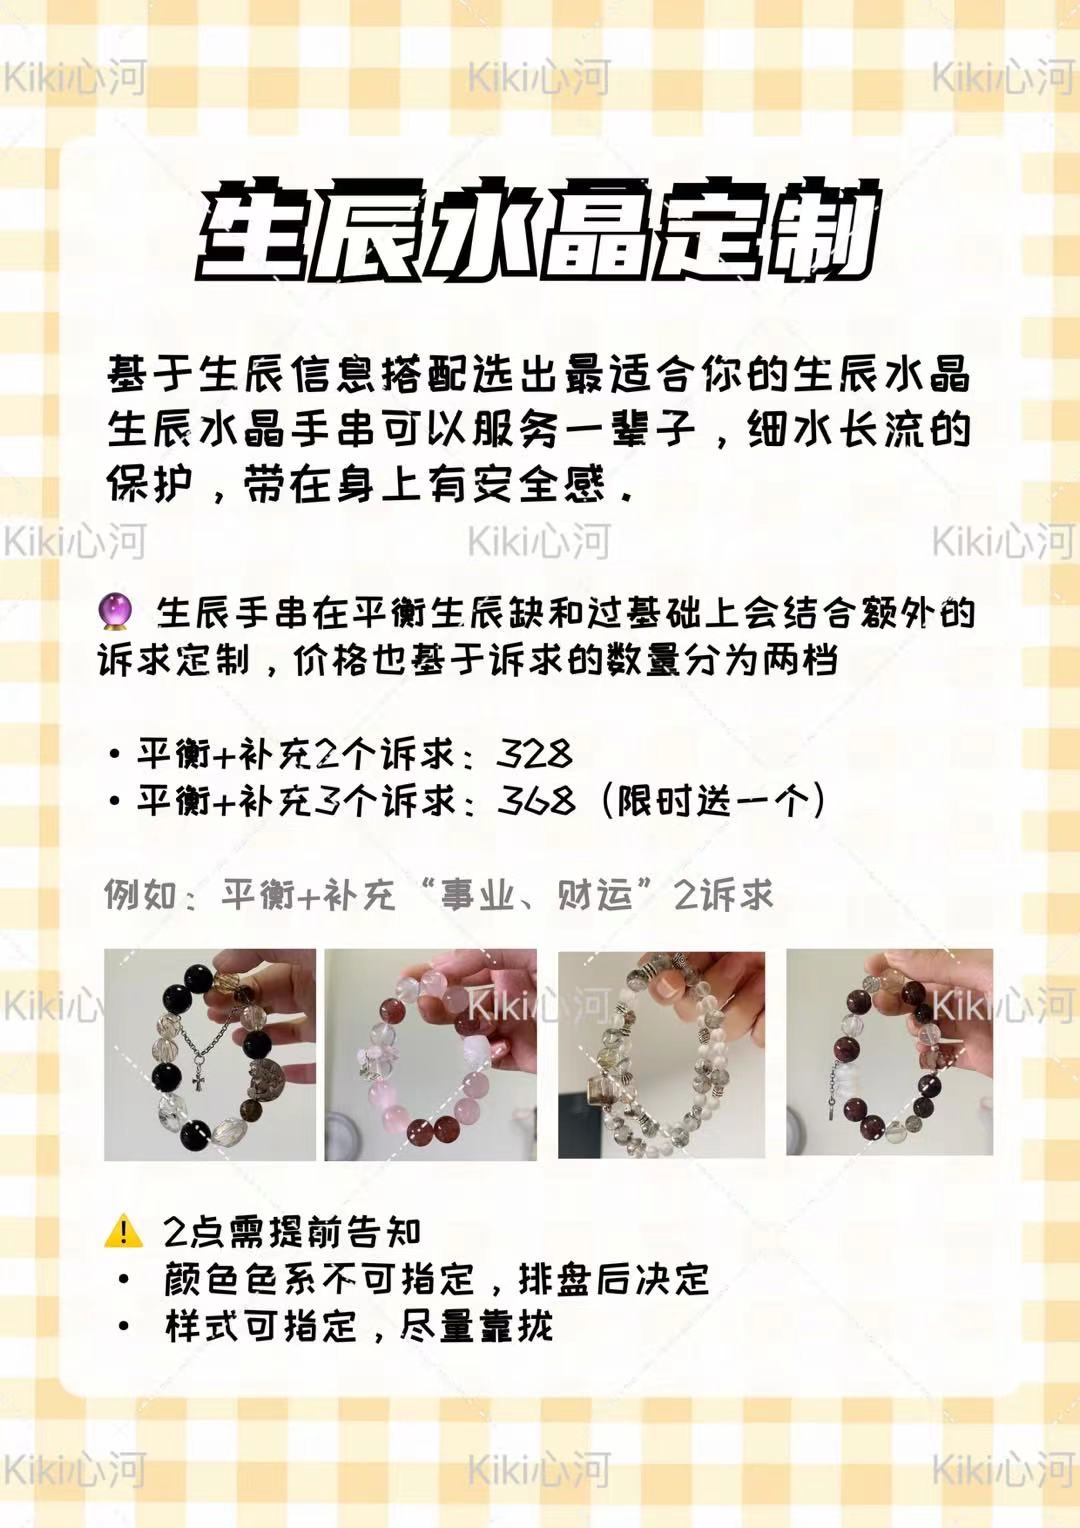 Kiki心河
Kiki心河
Kiki心河
生辰水晶定制
基于生辰信息搭配选出最适合你的生辰水晶
生辰水晶手串可以服务一辈子，细水长流的
保护，带在身上有安全感.
Kiki心河
Kiki心河
Kiki心河
🔮 生辰手串在平衡生辰缺和过基础上会结合额外的
诉求定制，价格也基于诉求的数量分为两档
• 平衡+补充2个诉求：328
• 平衡+补充3个诉求：368（限时送一个）
例如：平衡+补充“事业、财运”2诉求
Kiki心河
Kiki心河
Kiki心河
⚠️ 2点需提前告知
• 颜色色系不可指定，排盘后决定
• 样式可指定，尽量靠拢
Kiki心河
Kiki心河
Kiki心河